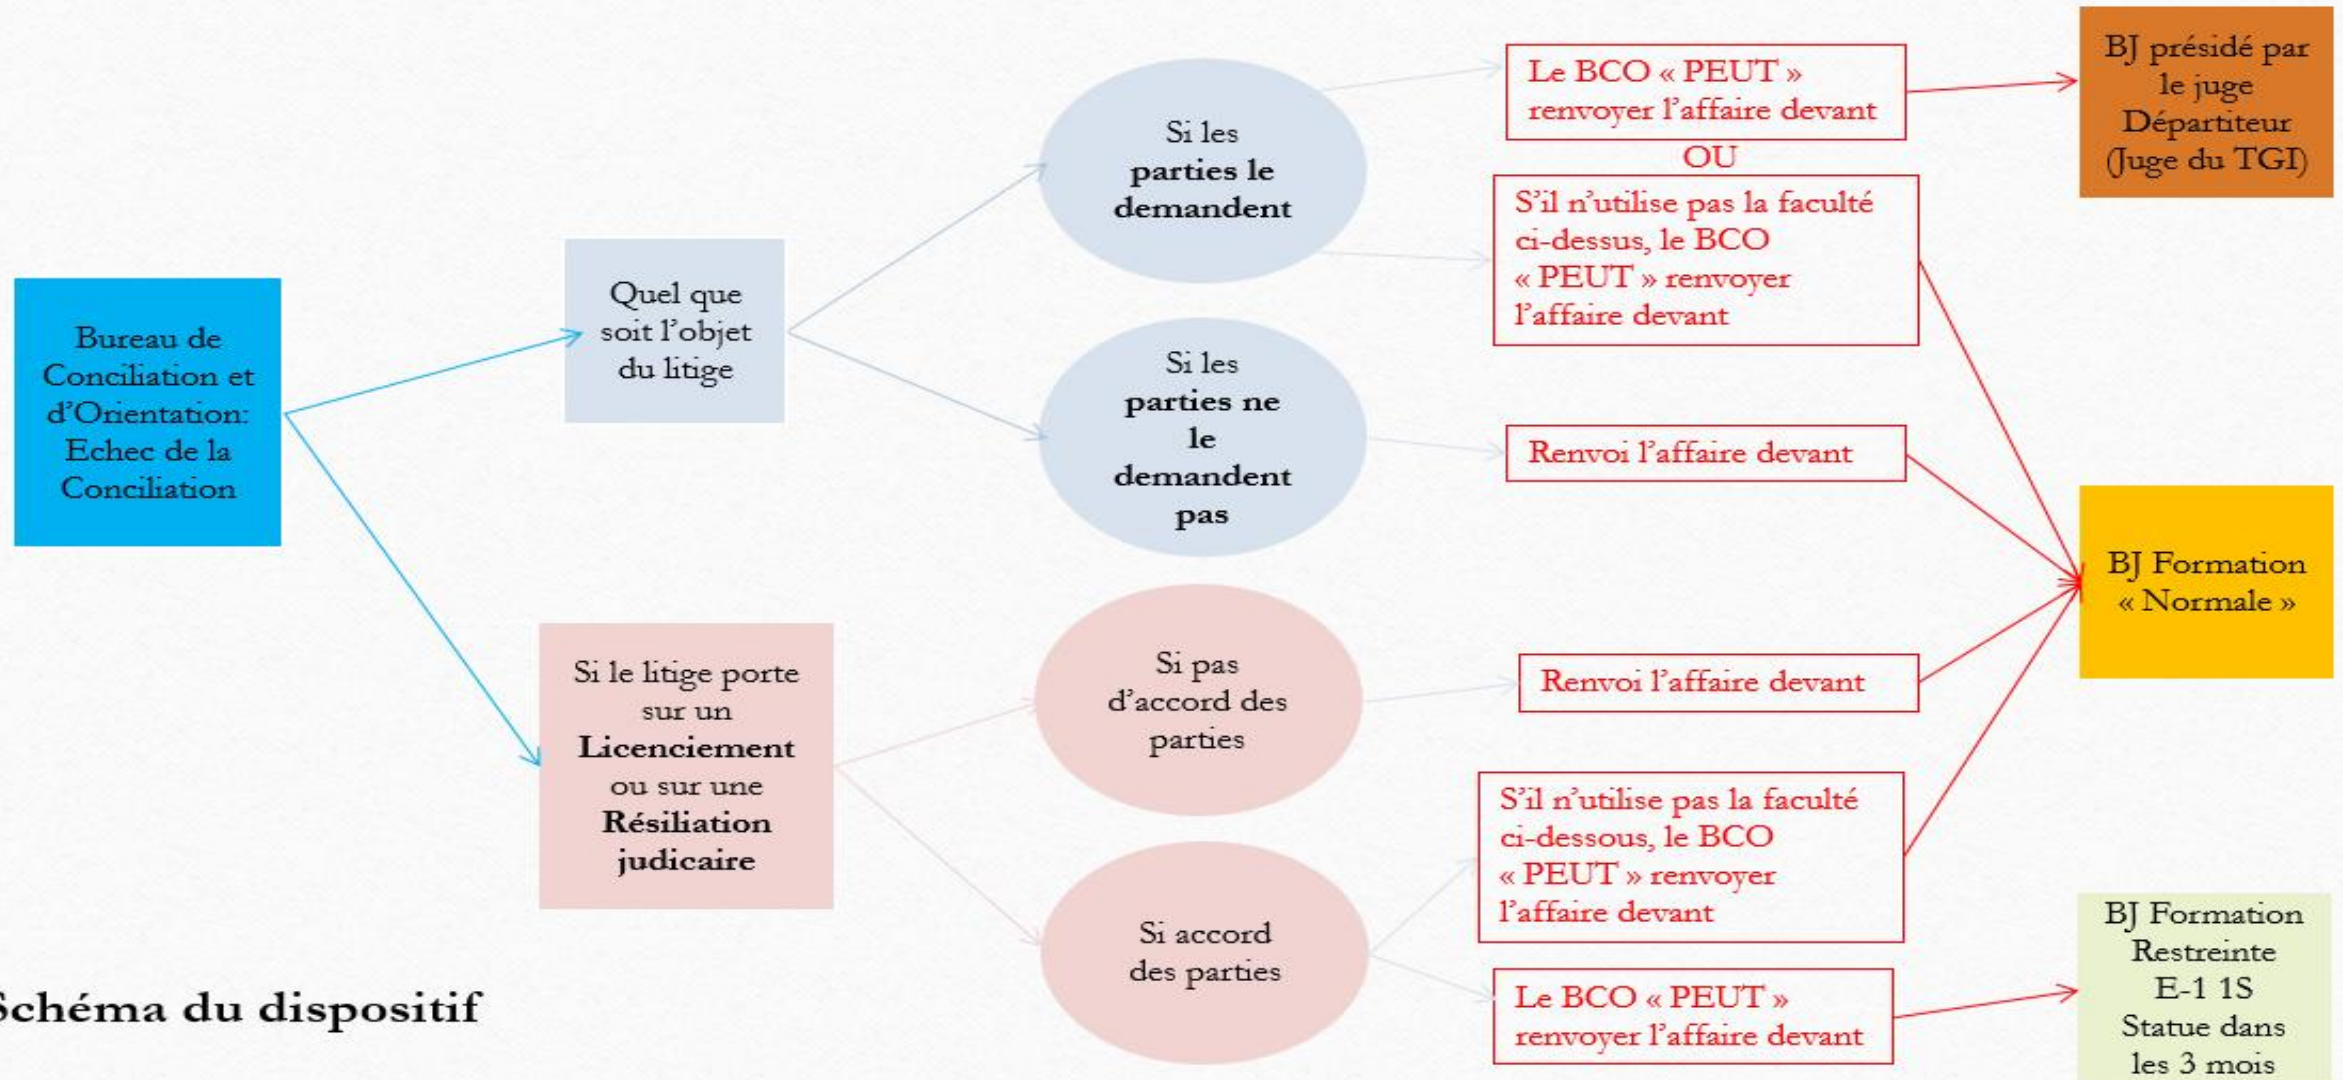 Bureau de
Conciliation et
d'Orientation:
Echec de la
Conciliation
Quel que
soit l'objet
du litige
Si le litige porte
sur un
Licenciement
ou sur une
Résiliation
judicaire
Si les
parties le
demandent
Si les
parties ne
le
demandent
pas
Si pas
d'accord des
parties
Si accord
des parties
Le BCO « PEUT »
renvoyer l'affaire devant
OU
S'il n'utilise pas la faculté
ci-dessus, le BCO
« PEUT » renvoyer
l'affaire devant
Renvoi l'affaire devant
Renvoi l'affaire devant
S'il n'utilise pas la faculté
ci-dessous, le BCO
« PEUT » renvoyer
l'affaire devant
Le BCO « PEUT »
renvoyer l'affaire devant
BJ présidé par
le juge
Départiteur
(Juge du TGI)
BJ Formation
« Normale »
BJ Formation
Restreinte
E-1 1S
Statue dans
les 3 mois
Schéma du dispositif